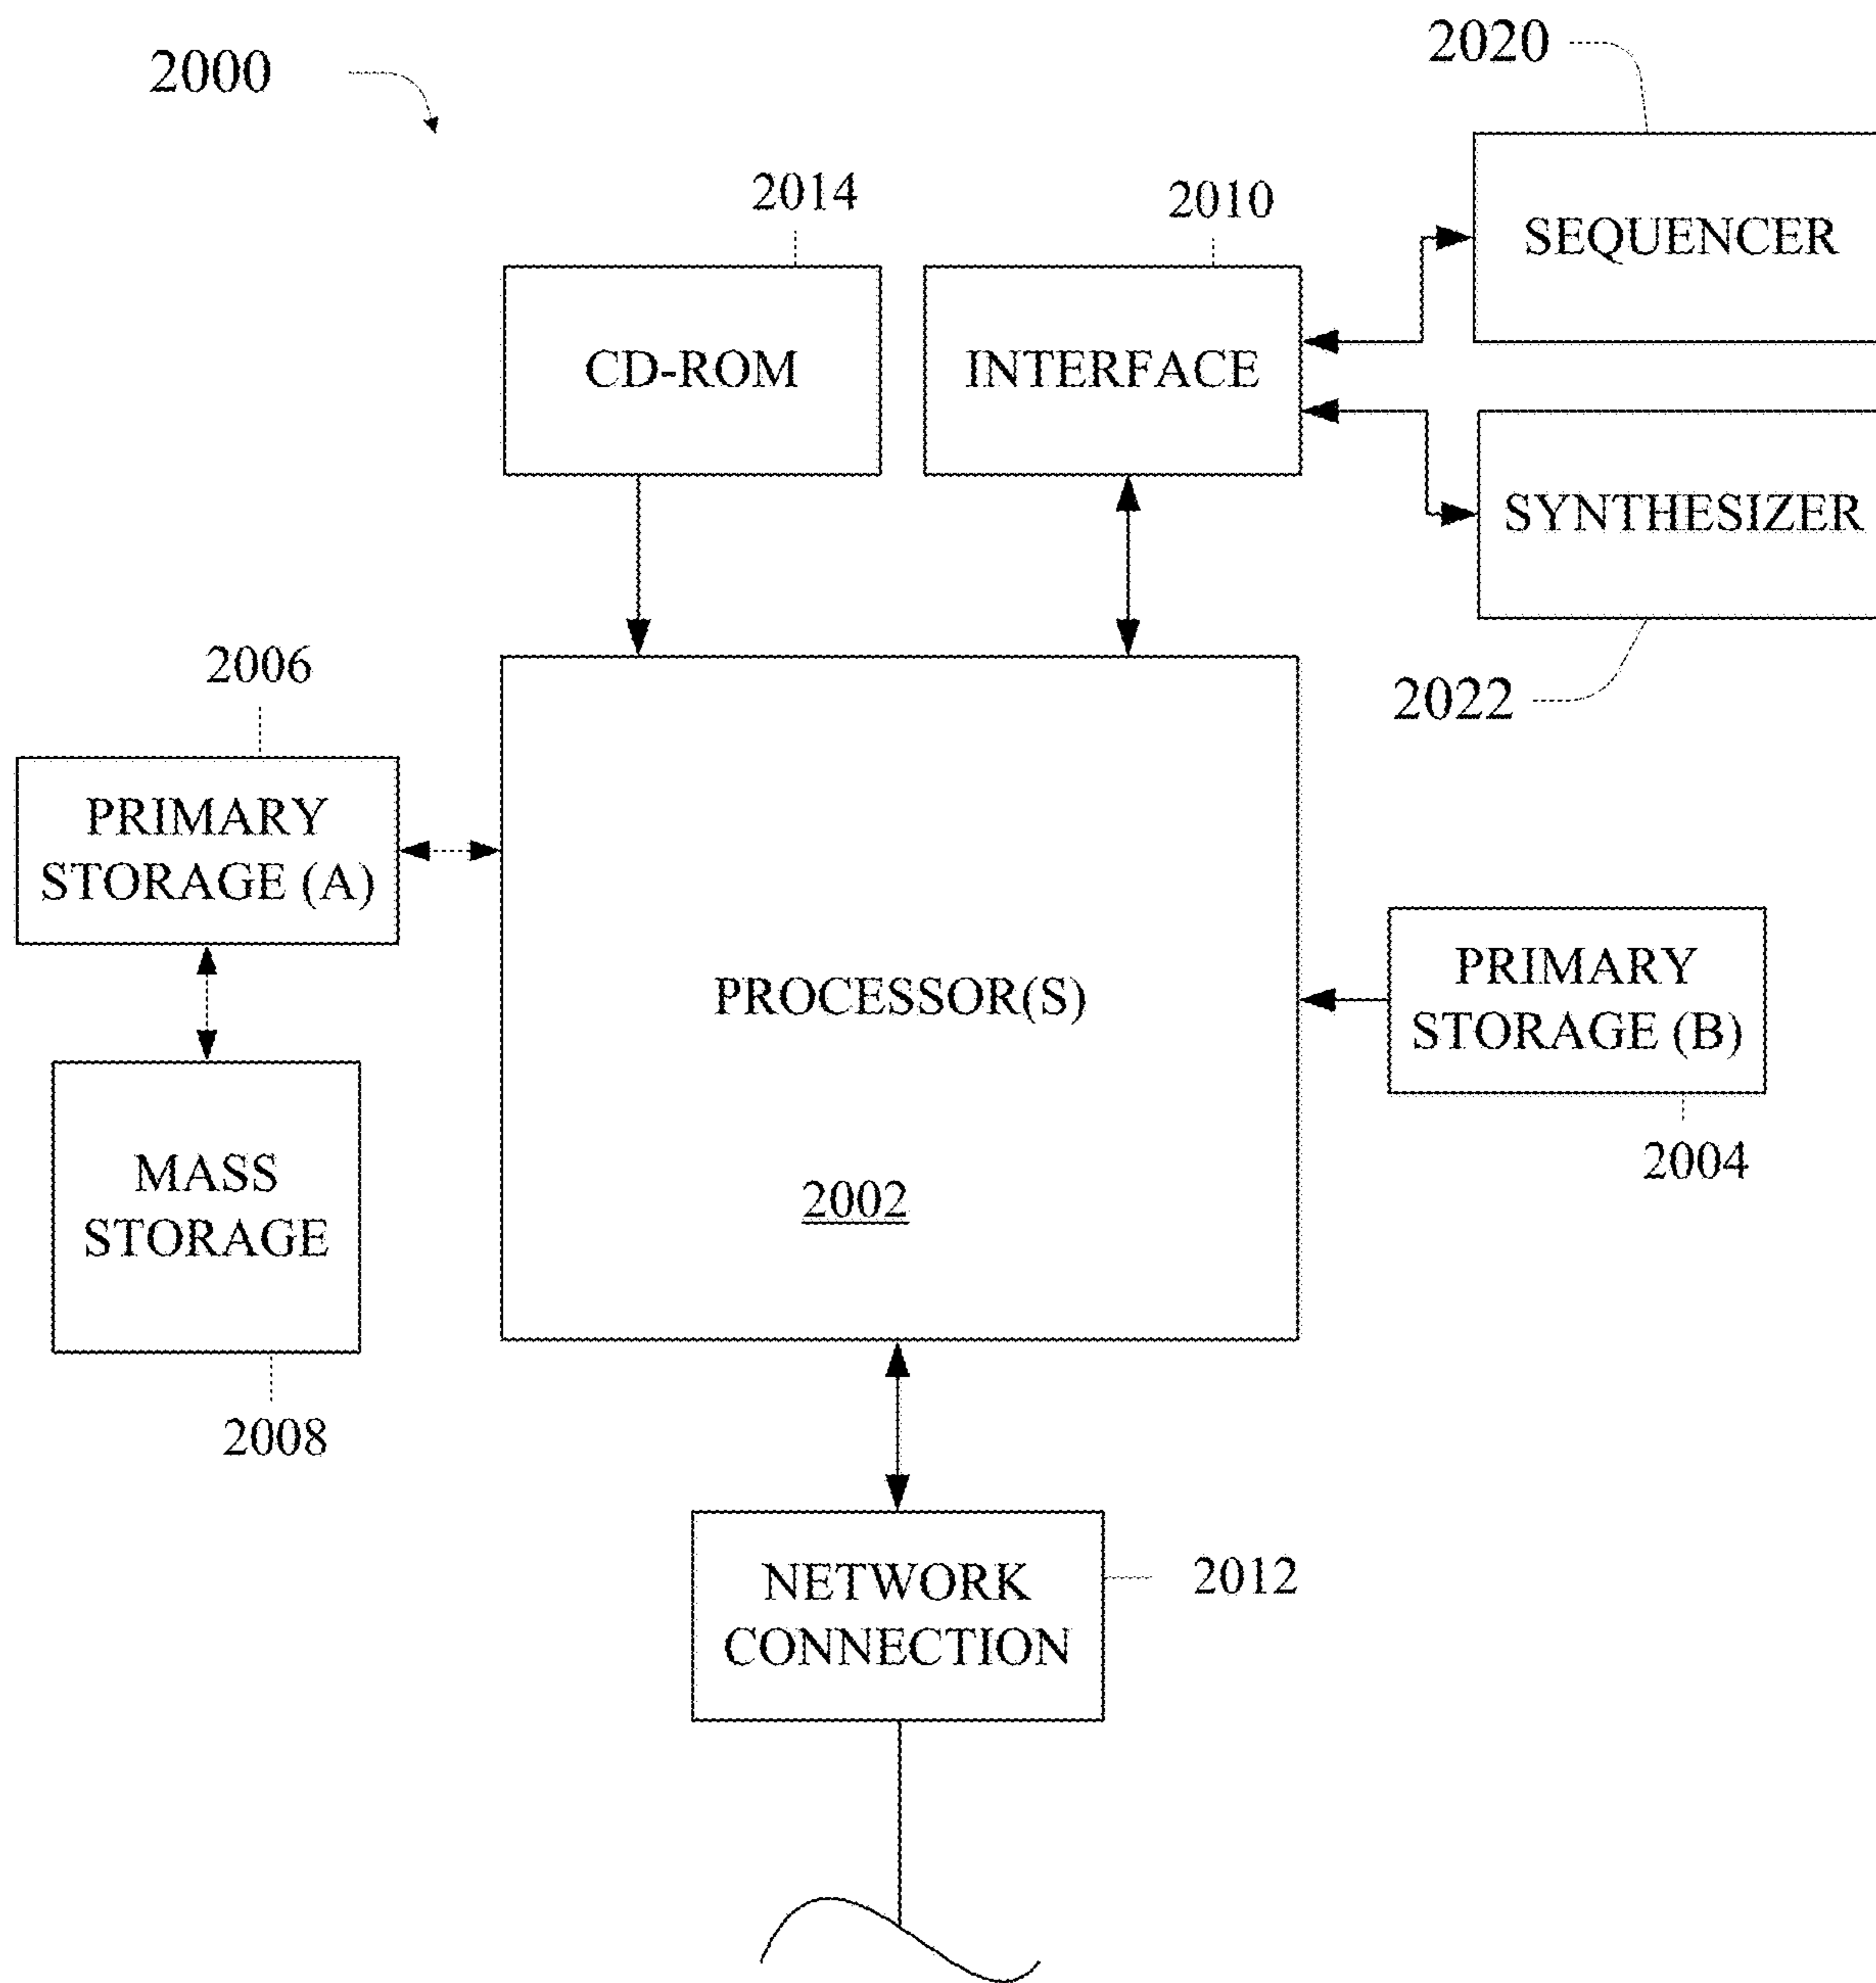 2000
2020
2014
2010
SEQUENCER
CD-ROM
INTERFACE
SYNTHESIZER
2006
2022
PRIMARY
STORAGE (A)
PROCESSOR(S)
PRIMARY
STORAGE (B)
2004
MASS
STORAGE
2002
2008
NETWORK
CONNECTION
2012